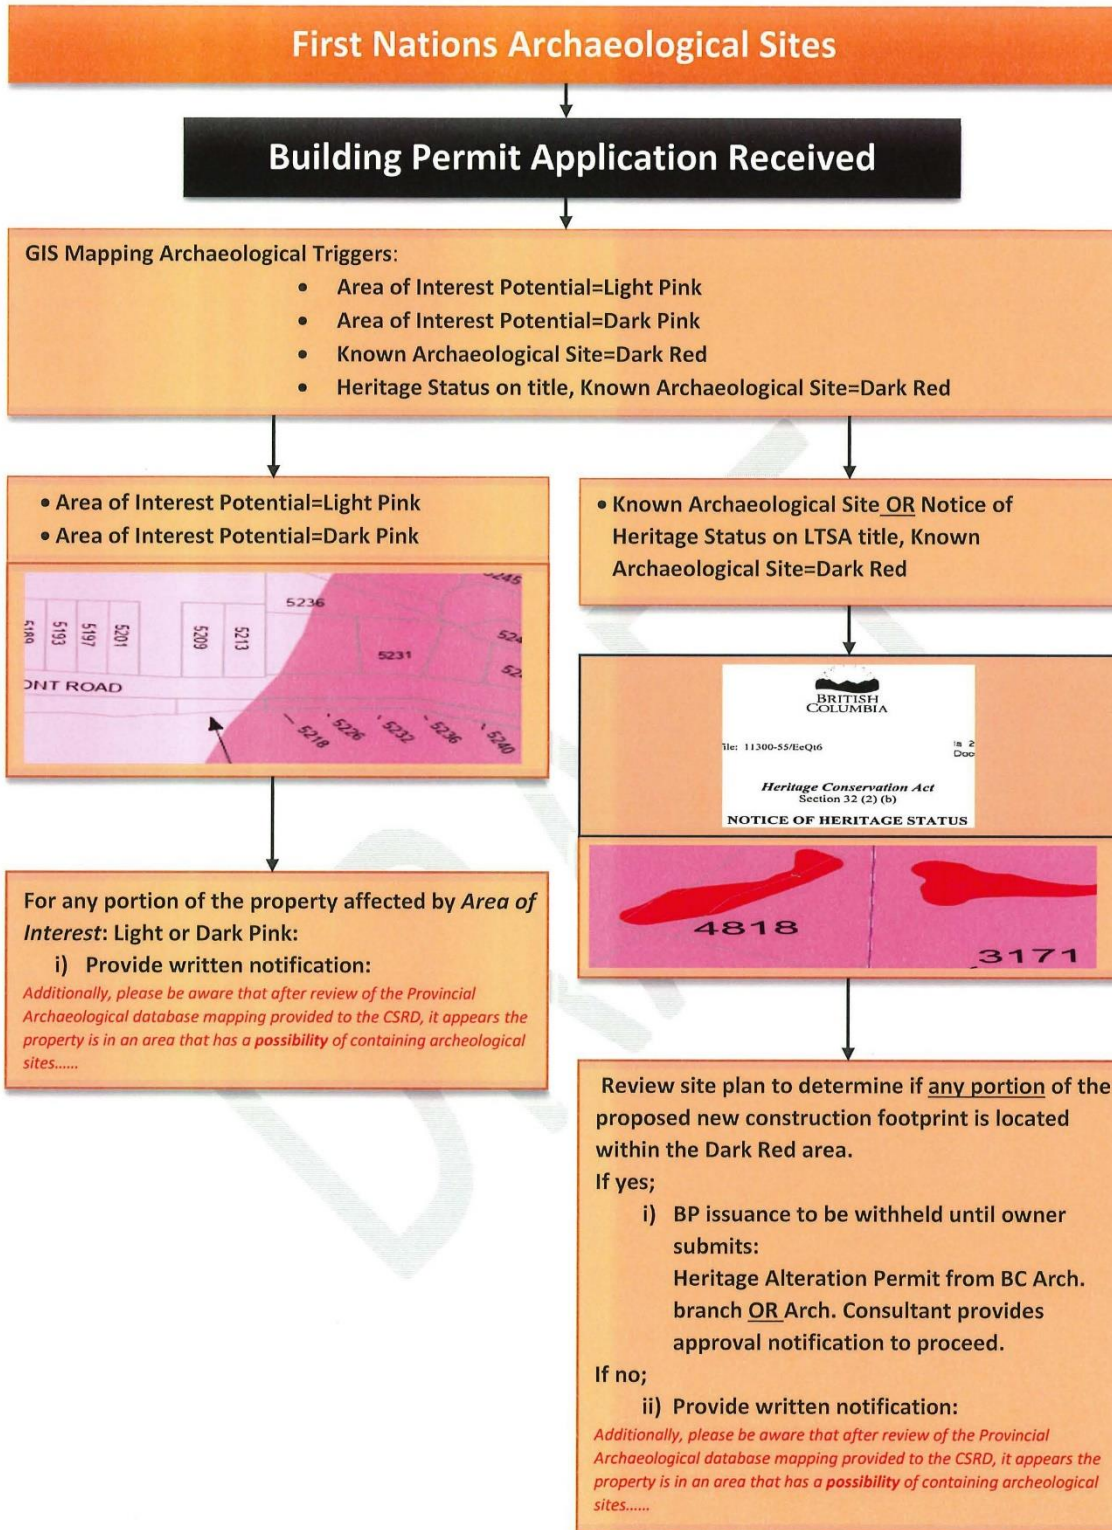 First Nations Archaeological Sites
Building Permit Application Received
GIS Mapping Archaeological Triggers:
• Area of Interest Potential=Light Pink
• Area of Interest Potential=Dark Pink
• Known Archaeological Site=Dark Red
• Heritage Status on title, Known Archaeological Site=Dark Red
• Area of Interest Potential=Light Pink
• Area of Interest Potential=Dark Pink
5189
5193
5197
5201
5209
5213
5236
5245
5231
ONT ROAD
5218
5226
5232
5236
5240
For any portion of the property affected by Area of
Interest: Light or Dark Pink:
i) Provide written notification:
Additionally, please be aware that after review of the Provincial
Archaeological database mapping provided to the CSRD, it appears the
property is in an area that has a possibility of containing archeological
sites......
• Known Archaeological Site OR Notice of
Heritage Status on LTSA title, Known
Archaeological Site=Dark Red
BRITISH
COLUMBIA
ile: 11300-55/EeQt6
Heritage Conservation Act
Section 32 (2) (b)
NOTICE OF HERITAGE STATUS
4818
3171
Review site plan to determine if any portion of the
proposed new construction footprint is located
within the Dark Red area.
If yes;
i) BP issuance to be withheld until owner
submits:
Heritage Alteration Permit from BC Arch.
branch OR Arch. Consultant provides
approval notification to proceed.
If no;
ii) Provide written notification:
Additionally, please be aware that after review of the Provincial
Archaeological database mapping provided to the CSRD, it appears the
property is in an area that has a possibility of containing archeological
sites......
DRAFT